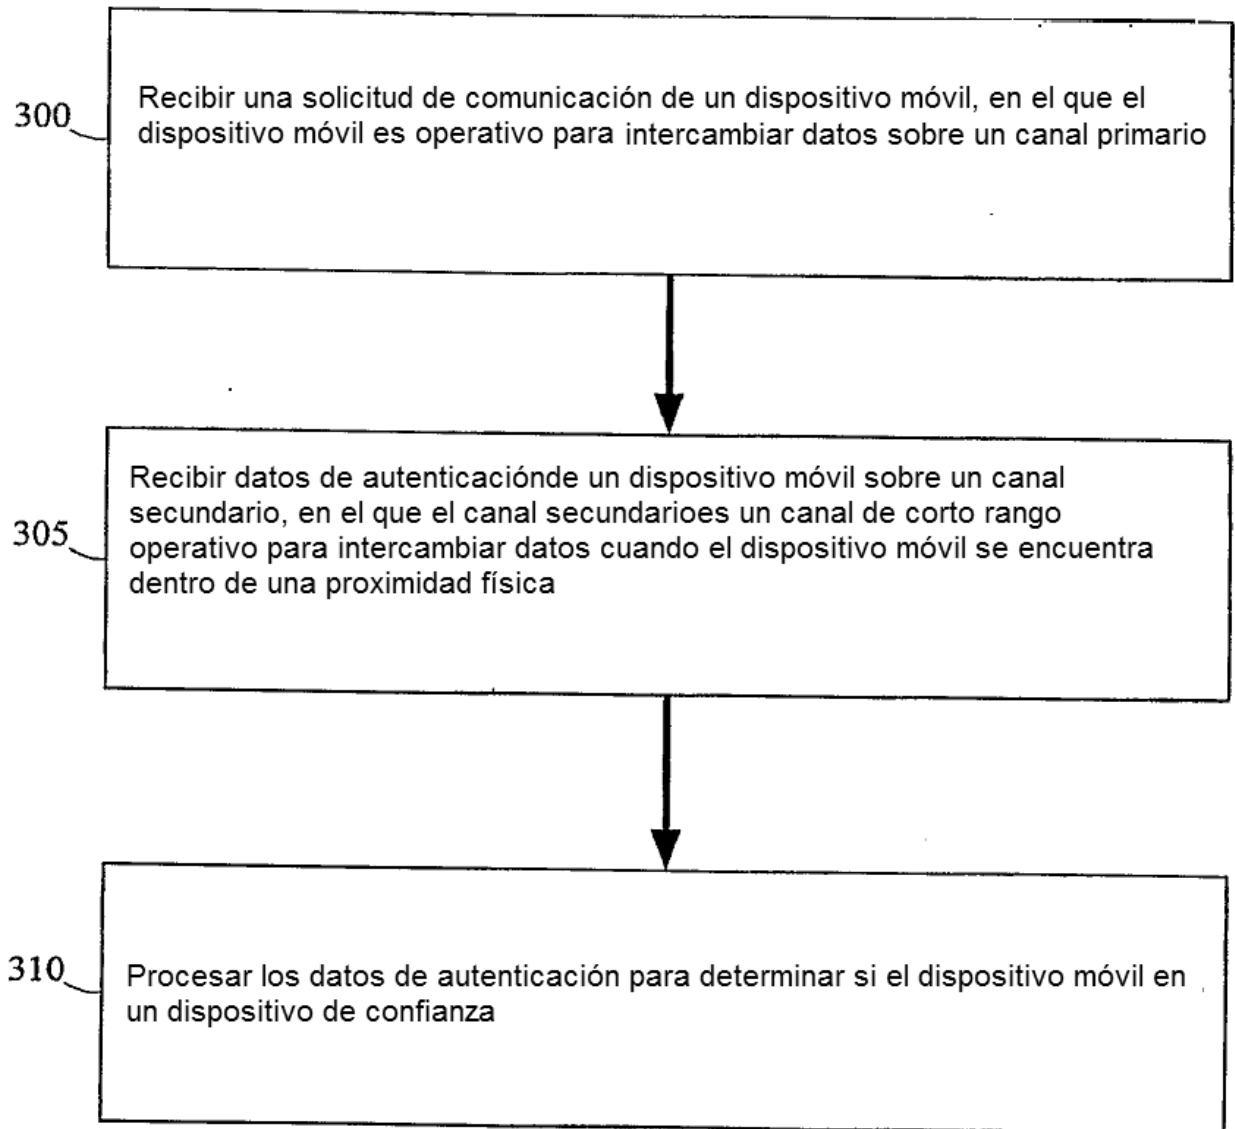 300
Recibir una solicitud de comunicación de un dispositivo móvil, en el que el
dispositivo móvil es operativo para intercambiar datos sobre un canal primario
305
Recibir datos de autenticaciónde un dispositivo móvil sobre un canal
secundario, en el que el canal secundarioes un canal de corto rango
operativo para intercambiar datos cuando el dispositivo móvil se encuentra
dentro de una proximidad física
310
Procesar los datos de autenticación para determinar si el dispositivo móvil en
un dispositivo de confianza